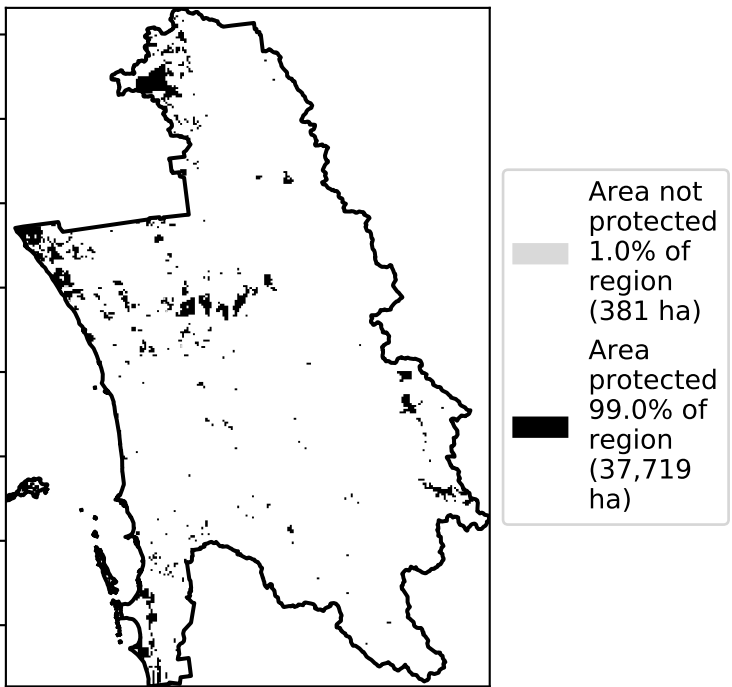 Area not
protected
1.0% of
region
(381 ha)
Area
protected
99.0% of
region
(37,719
ha)